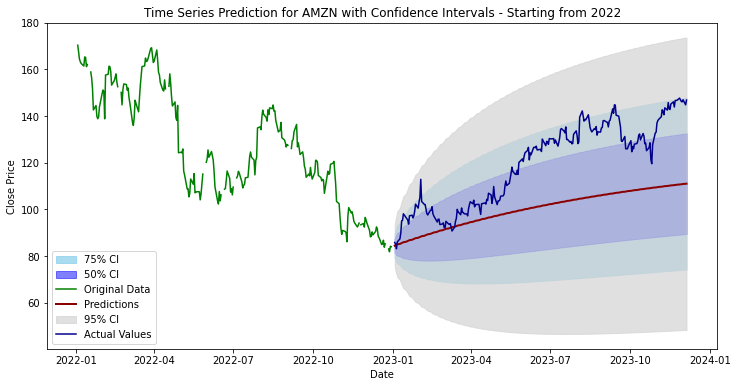 Time Series Prediction for AMZN with Confidence Intervals - Starting from 2022
180
160
140
120
100
80
60
Close Price
75% CI
50% CI
Original Data
Predictions
95% CI
Actual Values
2022-01 2022-04 2022-07 2022-10 2023-01 2023-04 2023-07 2023-10 2024-01
Date